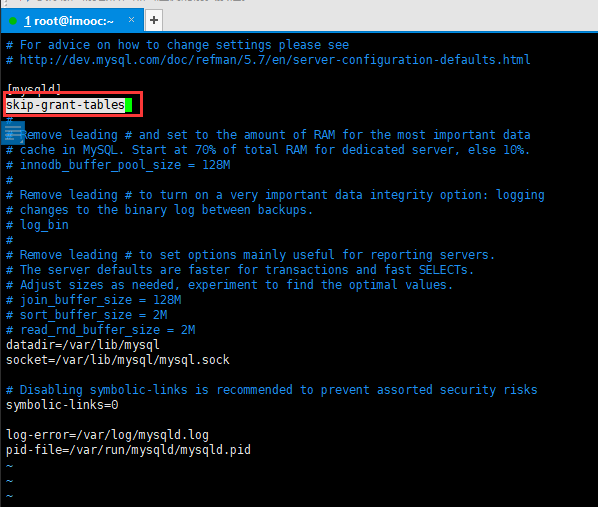 1 root@imooc:~ × +
# For advice on how to change settings please see
# http://dev.mysql.com/doc/refman/5.7/en/server-configuration-defaults.html
[mysqld]
skip-grant-tables
#
# Remove leading # and set to the amount of RAM for the most important data
# cache in MySQL. Start at 70% of total RAM for dedicated server, else 10%.
# innodb_buffer_pool_size = 128M
#
# Remove leading # to turn on a very important data integrity option: logging
# changes to the binary log between backups.
# log_bin
#
# Remove leading # to set options mainly useful for reporting servers.
# The server defaults are faster for transactions and fast SELECTs.
# Adjust sizes as needed, experiment to find the optimal values.
# join_buffer_size = 128M
# sort_buffer_size = 2M
# read_rnd_buffer_size = 2M
datadir=/var/lib/mysql
socket=/var/lib/mysql/mysql.sock
# Disabling symbolic-links is recommended to prevent assorted security risks
symbolic-links=0
log-error=/var/log/mysqld.log
pid-file=/var/run/mysqld/mysqld.pid
~
~
~